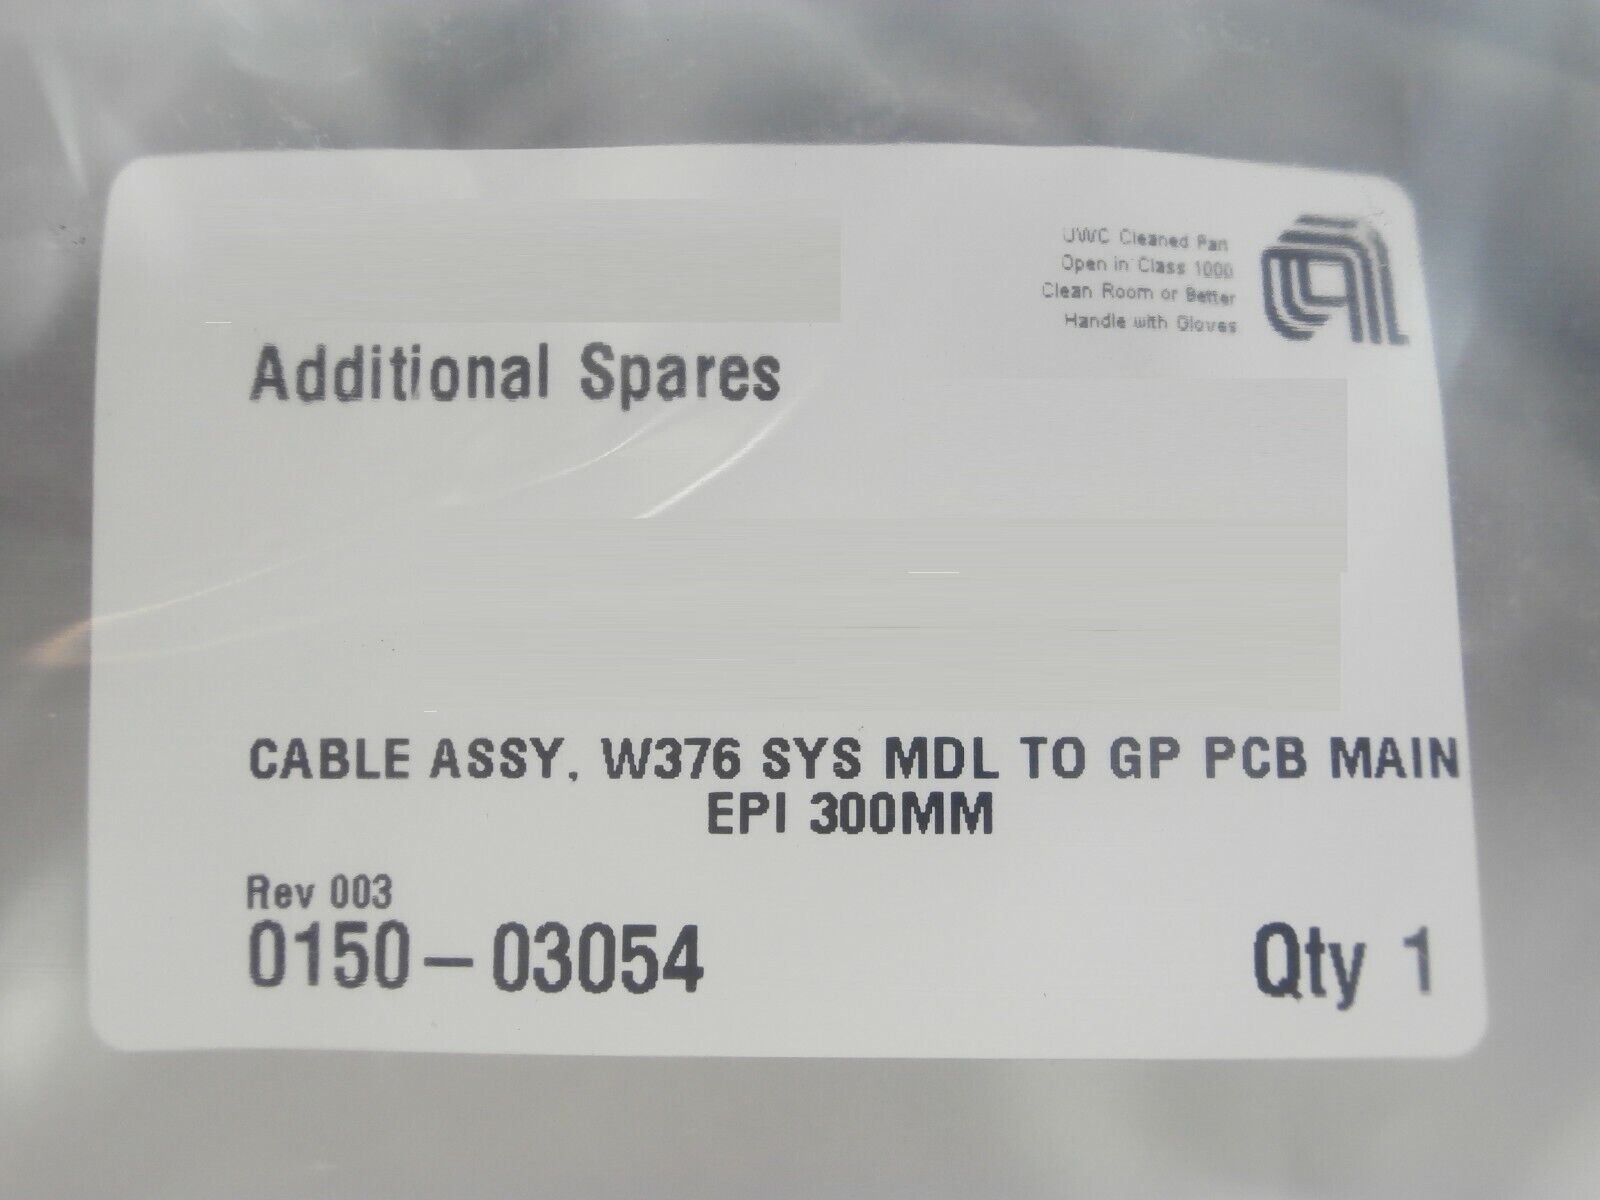 UWC Cleaned Part
Open in Class 1000
Clean Room or Better
Handle with Gloves
Additional Spares
CABLE ASSY, W376 SYS MDL TO GP PCB MAIN
EPI 300MM
Rev 003
0150-03054
Qty 1